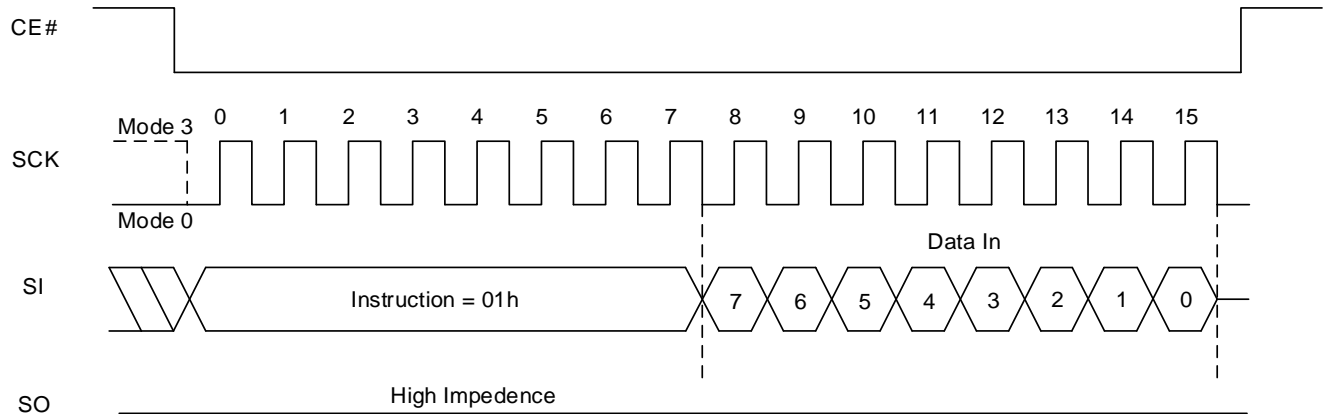 CE#
Mode 3 0 1 2 3 4 5 6 7 8 9 10 11 12 13 14 15
SCK
Mode 0
Data In
SI Instruction = 01h 7 6 5 4 3 2 1 0
High Impedence
SO